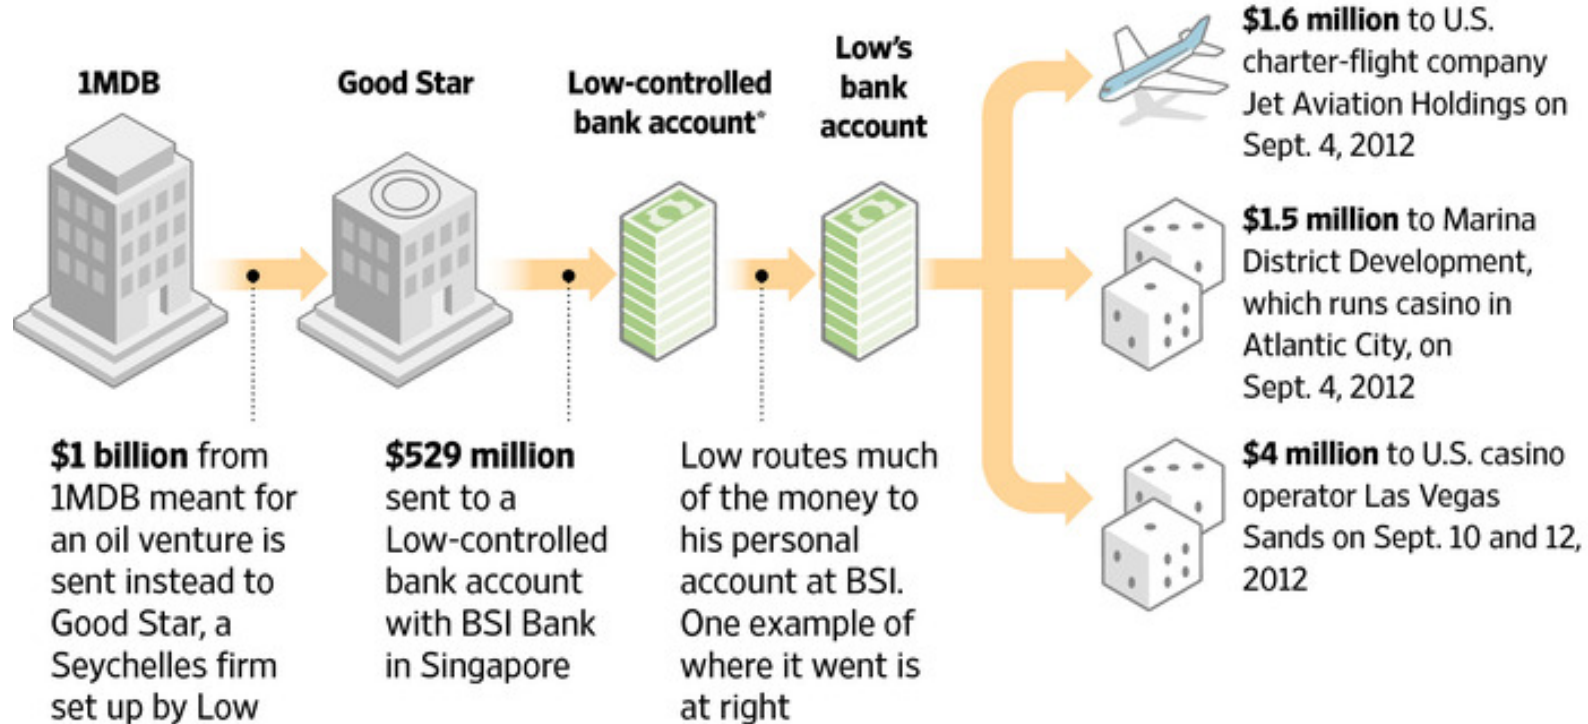 1MDB
Good Star
Low-controlled
bank account*
Low's
bank
account
$1 billion from
1MDB meant for
an oil venture is
sent instead to
Good Star, a
Seychelles firm
set up by Low
$529 million
sent to a
Low-controlled
bank account
with BSI Bank
in Singapore
Low routes much
of the money to
his personal
account at BSI.
One example of
where it went is
at right
$1.6 million to U.S.
charter-flight company
Jet Aviation Holdings on
Sept. 4, 2012
$1.5 million to Marina
District Development,
which runs casino in
Atlantic City, on
Sept. 4, 2012
$4 million to U.S. casino
operator Las Vegas
Sands on Sept. 10 and 12,
2012